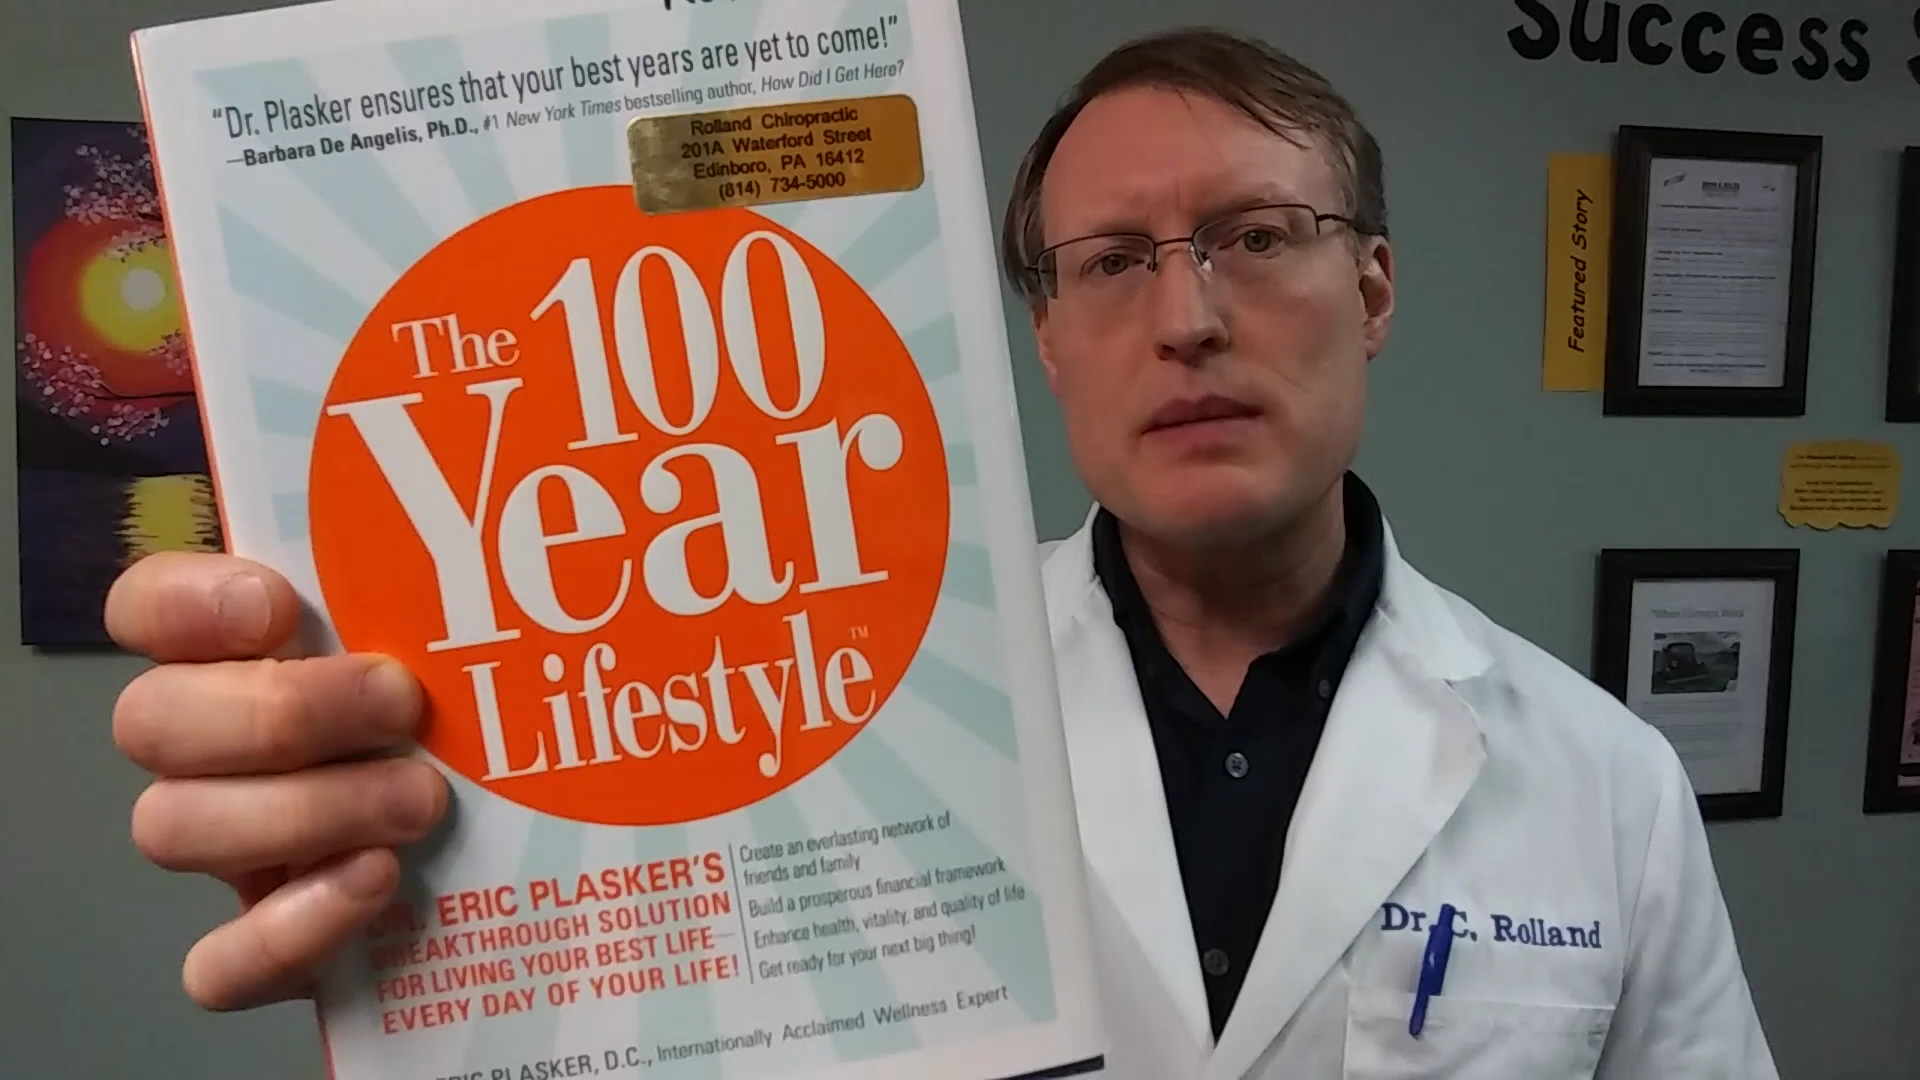 “Dr. Plasker ensures that your best years are yet to come!”
—Barbara De Angelis, Ph.D., #1 New York Times bestselling author, How Did I Get Here?
Rolland Chiropractic
201A Waterford Street
Edinboro, PA 16412
(814) 734-5000
The 100
Year
Lifestyle™
DR. ERIC PLASKER'S
BREAKTHROUGH SOLUTION
FOR LIVING YOUR BEST LIFE—
EVERY DAY OF YOUR LIFE!
Create an everlasting network of
friends and family
Build a prosperous financial framework
Enhance health, vitality, and quality of life
Get ready for your next big thing!
ERIC PLASKER, D.C., Internationally Acclaimed Wellness Expert
Success
Featured Story
Dr. C. Rolland